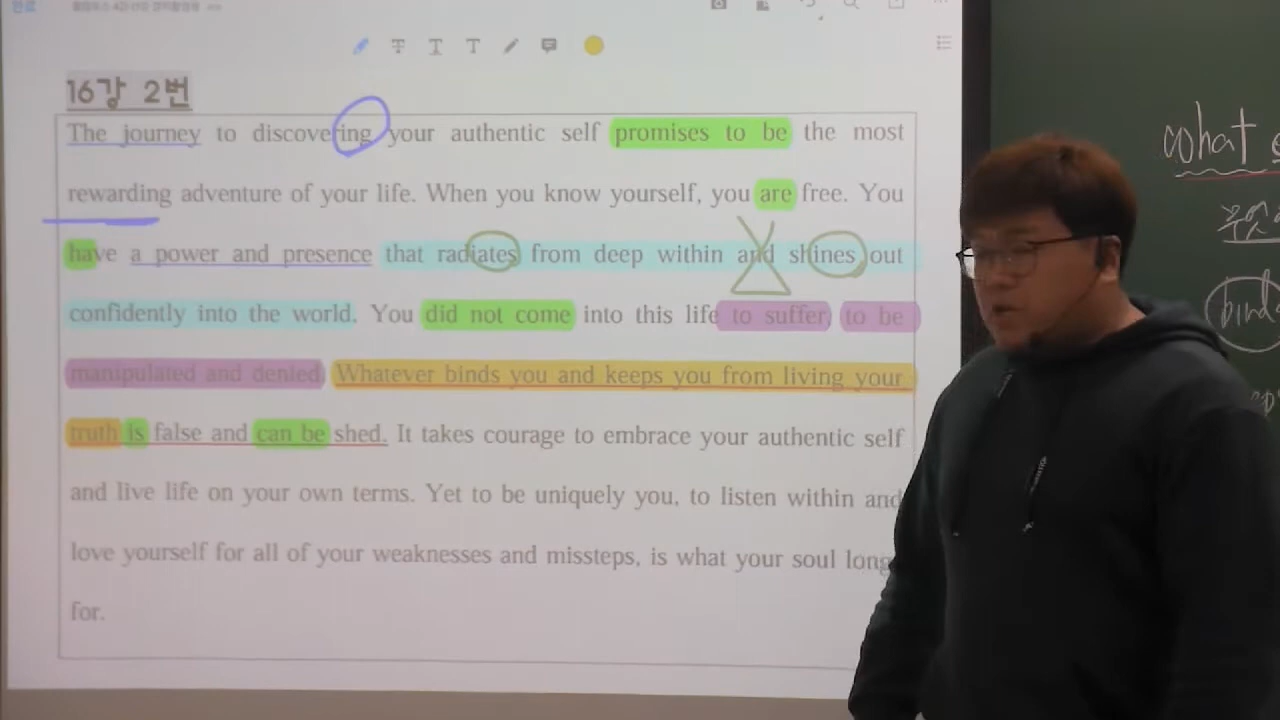 완료
16강 2번
The journey to discovering your authentic self promises to be the most
rewarding adventure of your life. When you know yourself, you are free. You
have a power and presence that radiates from deep within and shines out
confidently into the world. You did not come into this life to suffer, to be
manipulated and denied. Whatever binds you and keeps you from living your
truth is false and can be shed. It takes courage to embrace your authentic self
and live life on your own terms. Yet to be uniquely you, to listen within and
love yourself for all of your weaknesses and missteps, is what your soul long
for.
what